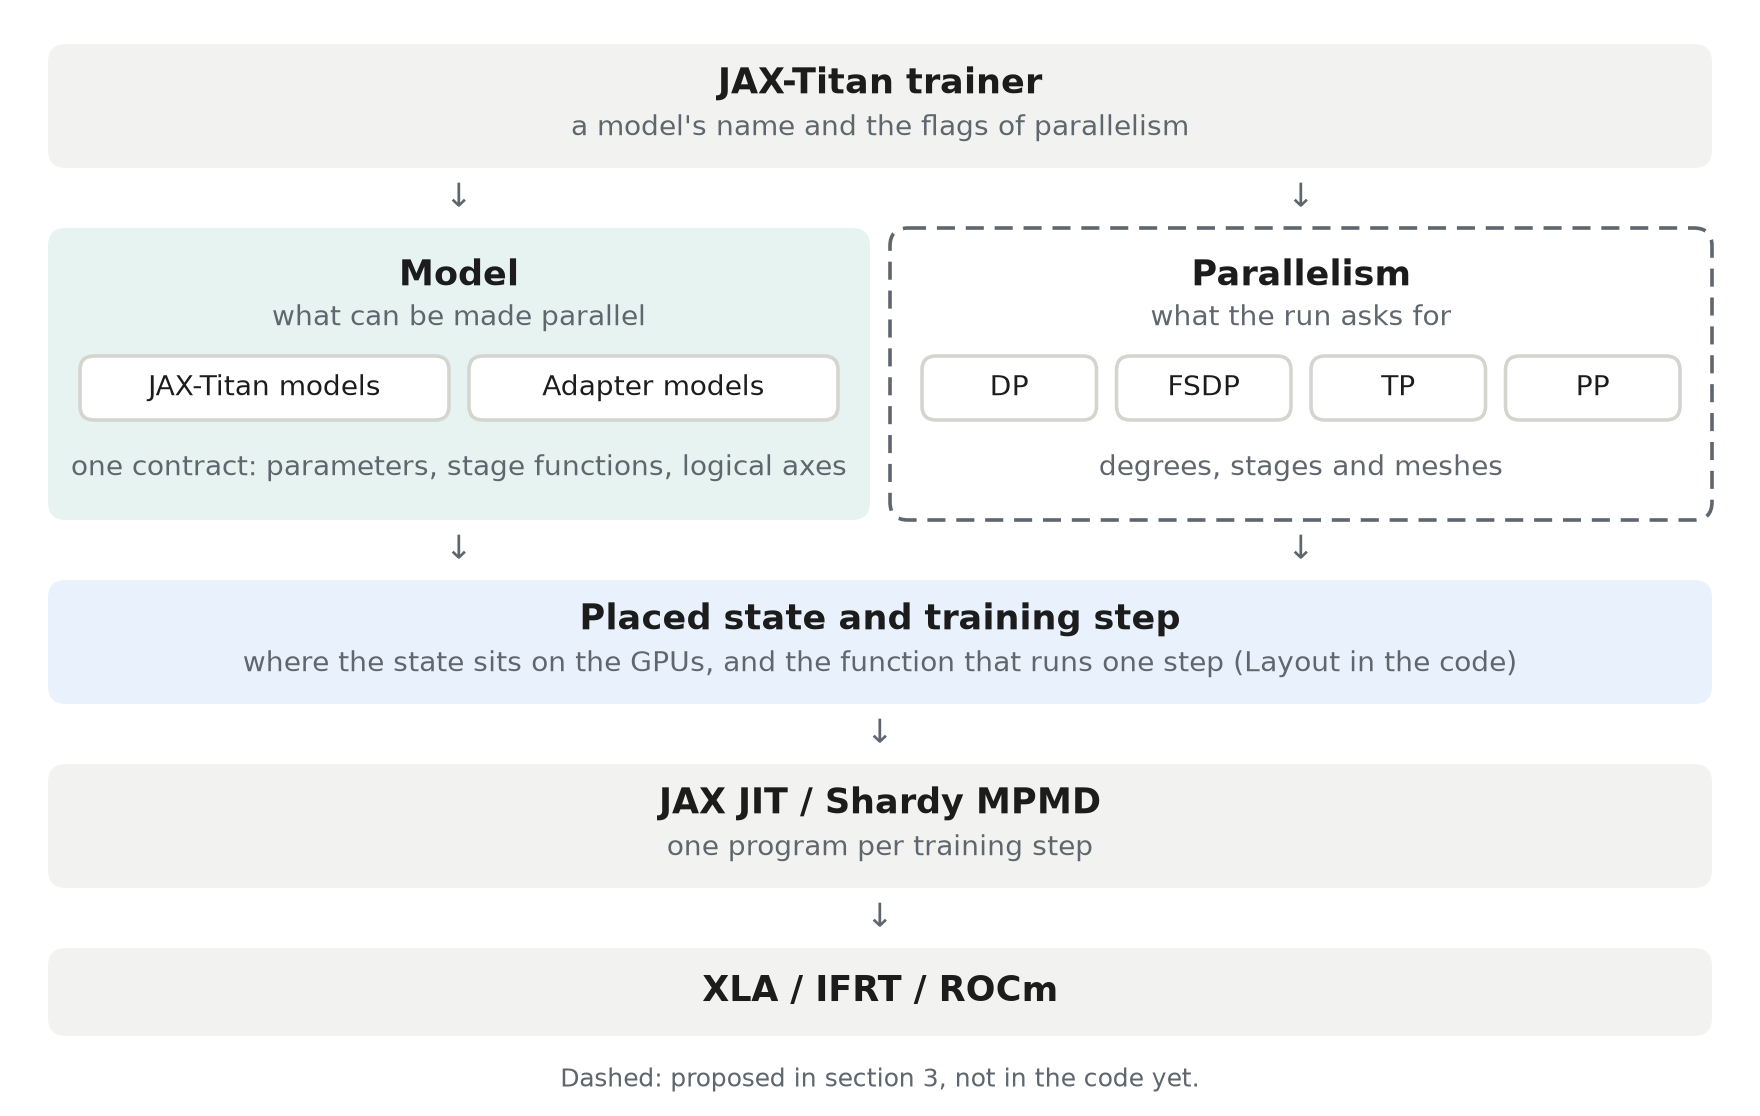 JAX-Titan trainer
a model's name and the flags of parallelism
↓ ↓
Model
what can be made parallel
JAX-Titan models
Adapter models
one contract: parameters, stage functions, logical axes
Parallelism
what the run asks for
DP
FSDP
TP
PP
degrees, stages and meshes
↓ ↓
Placed state and training step
where the state sits on the GPUs, and the function that runs one step (Layout in the code)
↓
JAX JIT / Shardy MPMD
one program per training step
↓
XLA / IFRT / ROCm
Dashed: proposed in section 3, not in the code yet.